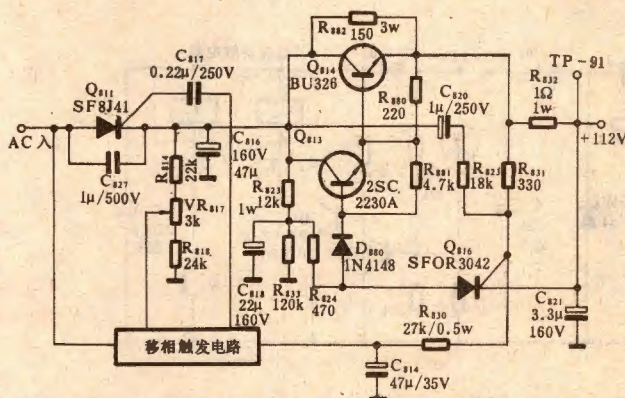 R₈₈₂
150 3w
C₈₁₇
0.22μ/250V
Q₈₁₄
BU326
Q₈₁₁
SF8J41
R₈₈₀
220
C₈₂₀
1μ/250V
R₈₃₂
1Ω
1w
TP-91
+112V
AC入
C₈₂₇
1μ/500V
R₈₁₄
22k
C₈₁₆
160V
47μ
Q₈₁₃
2SC
2230A
R₈₂₃
12k
1w
R₈₈₁
4.7k
R₈₂₅
18k
R₈₃₁
330
VR₈₁₇
3k
R₈₁₈
24k
C₈₁₈
22μ
160V
R₈₃₃
120k
R₈₂₄
470
D₈₈₀
1N4148
Q₈₁₆
SFOR3042
C₈₂₁
3.3μ
160V
R₈₃₀
27k/0.5w
移相触发电路
C₈₁₄
47μ/35V